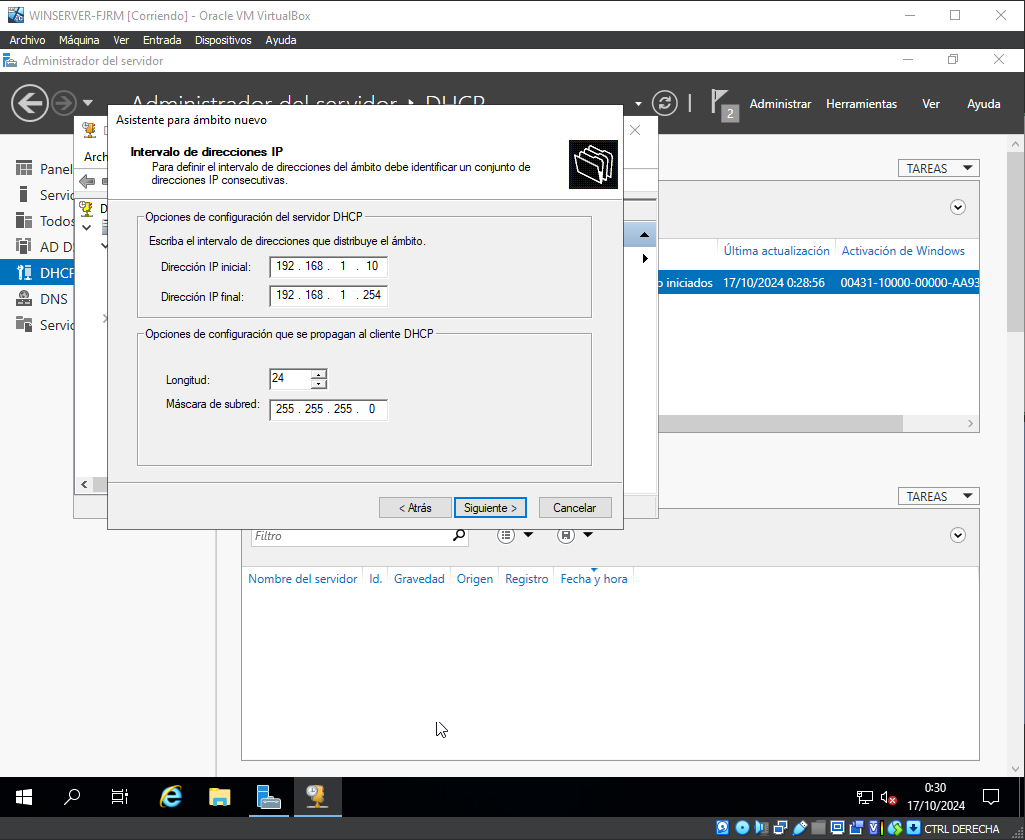 WINSERVER-FJRM [Corriendo] - Oracle VM VirtualBox
Archivo Máquina Ver Entrada Dispositivos Ayuda
Administrador del servidor
Administrador del servidor DHCP
2 Administrar Herramientas Ver Ayuda
Asistente para ámbito nuevo
Arch
Intervalo de direcciones IP
Para definir el intervalo de direcciones del ámbito debe identificar un conjunto de
direcciones IP consecutivas.
Panel
Servic
Todos
AD D
DHCP
DNS
Servic
D
Opciones de configuración del servidor DHCP
Escriba el intervalo de direcciones que distribuye el ámbito.
Dirección IP inicial: 192 . 168 . 1 . 10
Dirección IP final: 192 . 168 . 1 . 254
Opciones de configuración que se propagan al cliente DHCP
Longitud: 24
Máscara de subred: 255 . 255 . 255 . 0
< Atrás Siguiente > Cancelar
TAREAS
Última actualización Activación de Windows
o iniciados 17/10/2024 0:28:56 00431-10000-00000-AA93
TAREAS
Filtro
Nombre del servidor Id. Gravedad Origen Registro Fecha y hora
0:30
17/10/2024
CTRL DERECHA